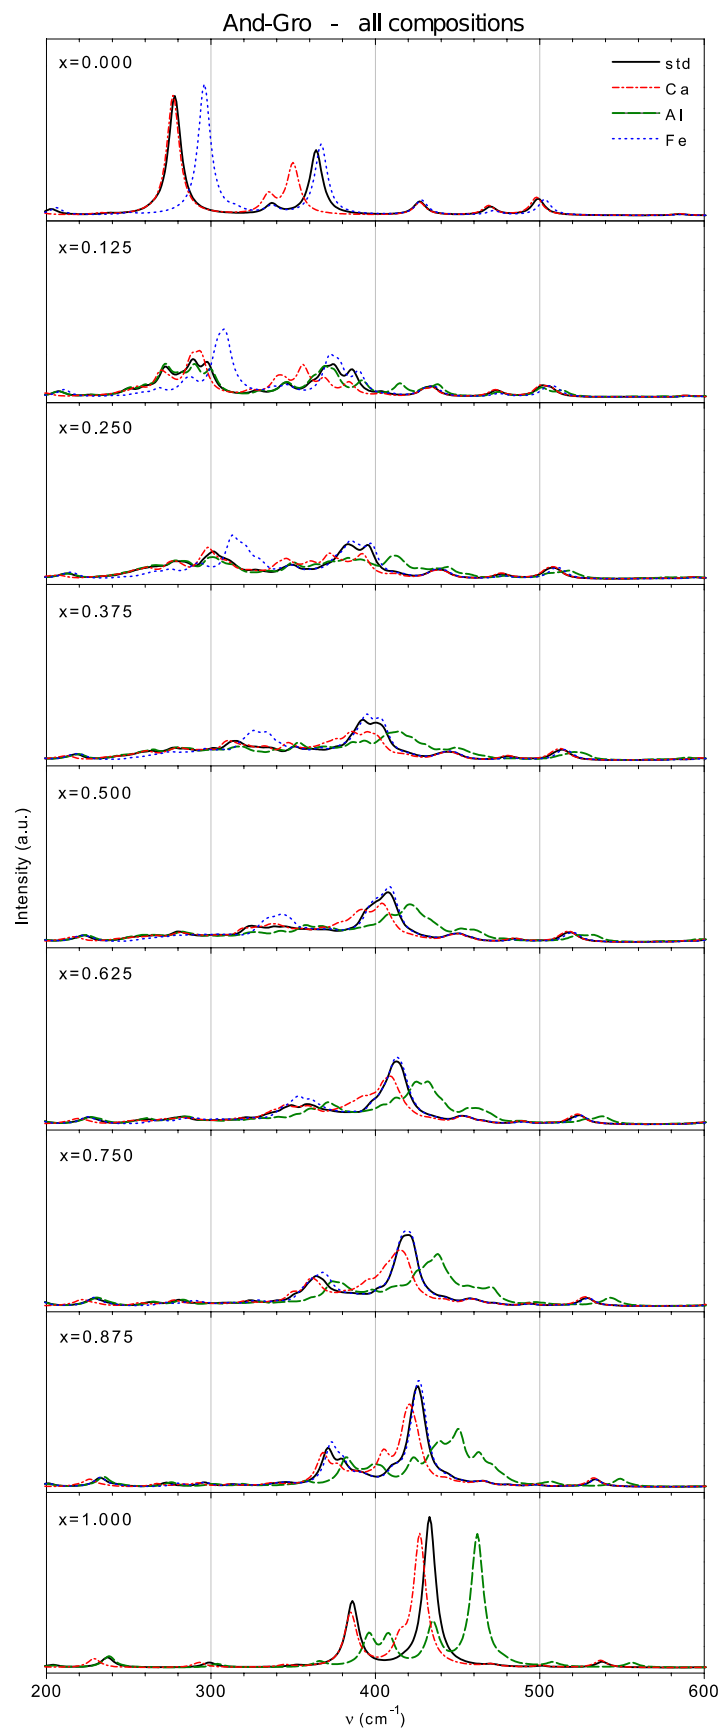 And-Gro - all compositions
x=0.000
std
Ca
Al
Fe
x=0.125
x=0.250
x=0.375
x=0.500
x=0.625
x=0.750
x=0.875
x=1.000
Intensity (a.u.)
200 300 400 500 600
ν (cm⁻¹)